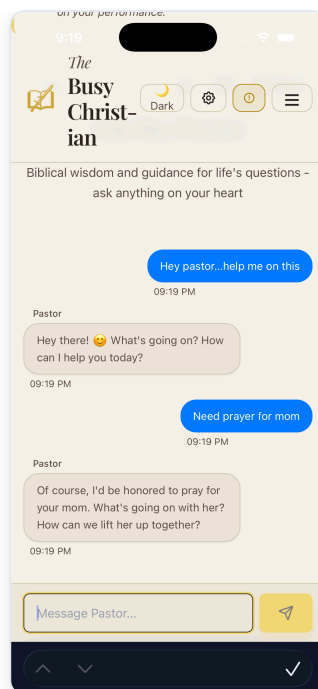 on your performance.
9:19
The
Busy
Christ-
ian
🌙
Dark
Biblical wisdom and guidance for life's questions -
ask anything on your heart
Hey pastor...help me on this
09:19 PM
Pastor
Hey there! 😊 What's going on? How
can I help you today?
09:19 PM
Need prayer for mom
09:19 PM
Pastor
Of course, I'd be honored to pray for
your mom. What's going on with her?
How can we lift her up together?
09:19 PM
Message Pastor...